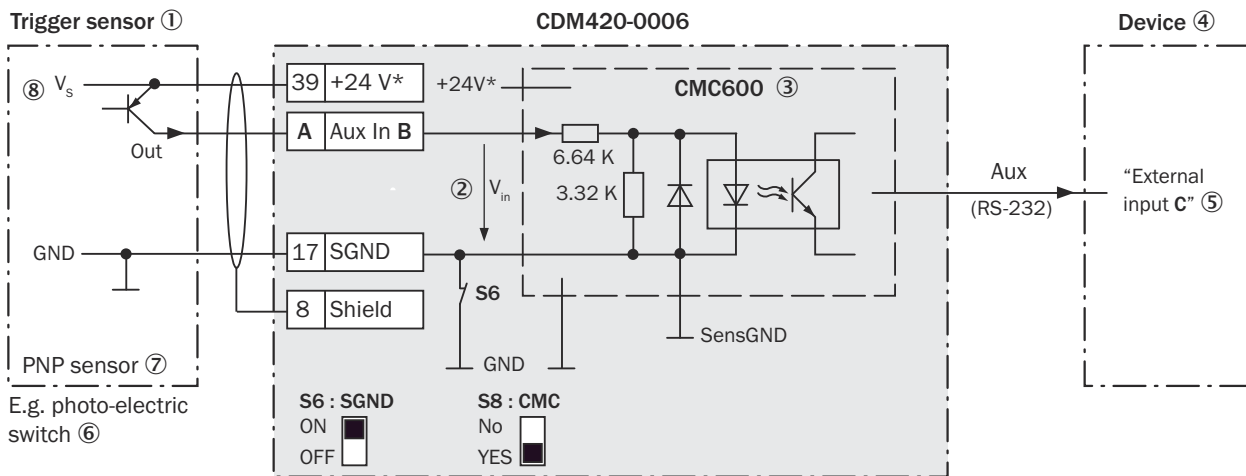 Trigger sensor ①
CDM420-0006
Device ④
⑧ Vs
39 +24 V*
+24V*
CMC600 ③
A Aux In B
Out
6.64 K
② Vin
3.32 K
Aux
(RS-232)
“External
input C” ⑤
GND
17 SGND
S6
8 Shield
SensGND
GND
PNP sensor ⑦
E.g. photo-electric
switch ⑥
S6 : SGND
ON
OFF
S8 : CMC
No
YES